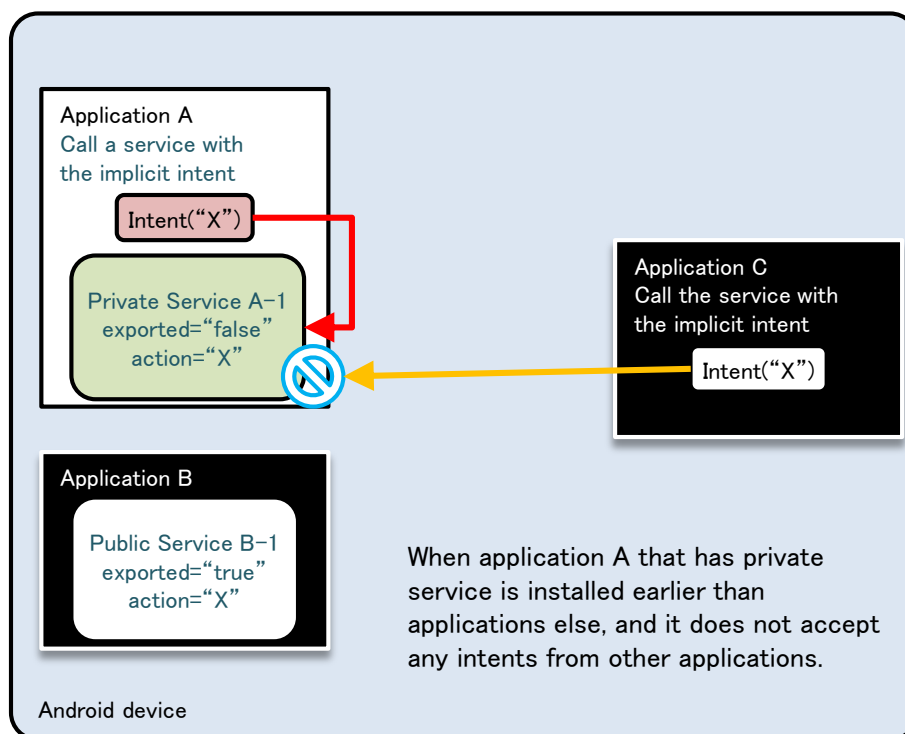 Application A
Call a service with
the implicit intent
Intent(“X”)
Private Service A-1
exported=“false”
action=“X”
Application C
Call the service with
the implicit intent
Intent(“X”)
Application B
Public Service B-1
exported=“true”
action=“X”
When application A that has private
service is installed earlier than
applications else, and it does not accept
any intents from other applications.
Android device